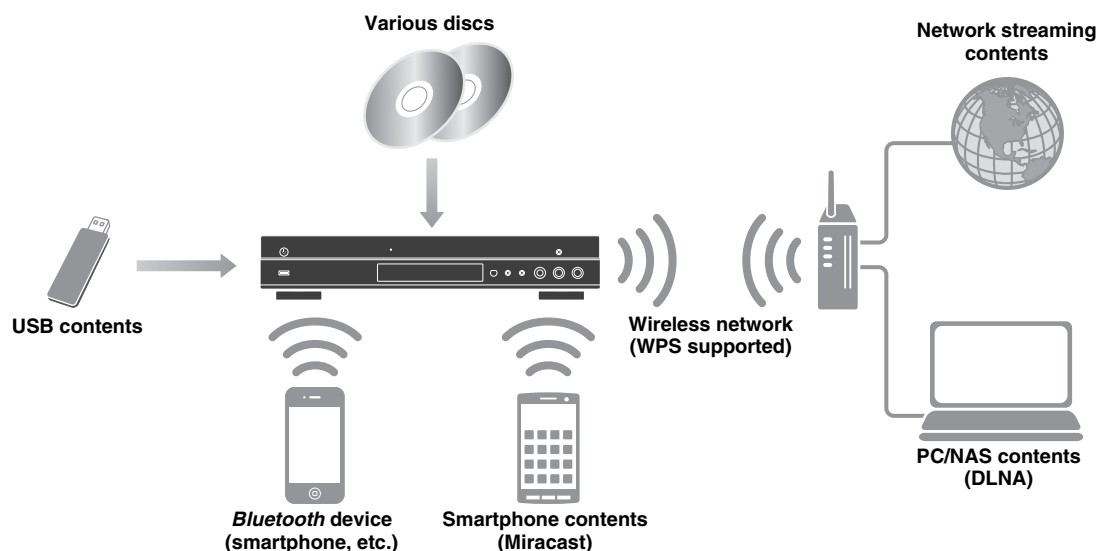 Various discs
Network streaming
contents
USB contents
Wireless network
(WPS supported)
PC/NAS contents
(DLNA)
Bluetooth device
(smartphone, etc.)
Smartphone contents
(Miracast)